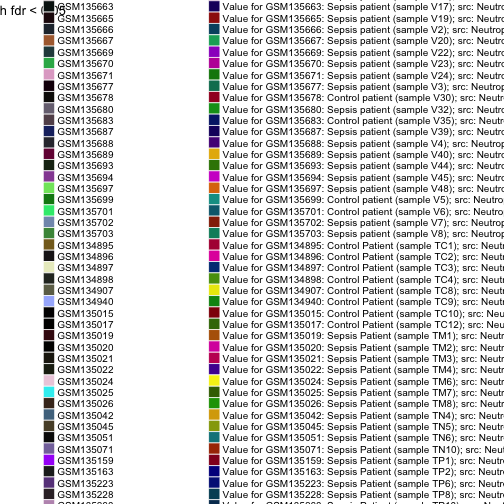 h fdr < 0.05
GSM135663 Value for GSM135663: Sepsis patient (sample V17); src: Neutro
GSM135665 Value for GSM135665: Sepsis patient (sample V19); src: Neutro
GSM135666 Value for GSM135666: Sepsis patient (sample V2); src: Neutrop
GSM135667 Value for GSM135667: Sepsis patient (sample V20); src: Neutro
GSM135669 Value for GSM135669: Sepsis patient (sample V22); src: Neutro
GSM135670 Value for GSM135670: Sepsis patient (sample V23); src: Neutro
GSM135671 Value for GSM135671: Sepsis patient (sample V24); src: Neutro
GSM135677 Value for GSM135677: Sepsis patient (sample V3); src: Neutrop
GSM135678 Value for GSM135678: Control patient (sample V30); src: Neutr
GSM135680 Value for GSM135680: Sepsis patient (sample V32); src: Neutro
GSM135683 Value for GSM135683: Control patient (sample V35); src: Neutr
GSM135687 Value for GSM135687: Sepsis patient (sample V39); src: Neutro
GSM135688 Value for GSM135688: Sepsis patient (sample V4); src: Neutrop
GSM135689 Value for GSM135689: Sepsis patient (sample V40); src: Neutro
GSM135693 Value for GSM135693: Sepsis patient (sample V44); src: Neutro
GSM135694 Value for GSM135694: Sepsis patient (sample V45); src: Neutro
GSM135697 Value for GSM135697: Sepsis patient (sample V48); src: Neutro
GSM135699 Value for GSM135699: Control patient (sample V5); src: Neutro
GSM135701 Value for GSM135701: Control patient (sample V6); src: Neutro
GSM135702 Value for GSM135702: Sepsis patient (sample V7); src: Neutrop
GSM135703 Value for GSM135703: Sepsis patient (sample V8); src: Neutrop
GSM134895 Value for GSM134895: Control Patient (sample TC1); src: Neutr
GSM134896 Value for GSM134896: Control Patient (sample TC2); src: Neutr
GSM134897 Value for GSM134897: Control Patient (sample TC3); src: Neutr
GSM134898 Value for GSM134898: Control Patient (sample TC4); src: Neutr
GSM134907 Value for GSM134907: Control Patient (sample TC8); src: Neutr
GSM134940 Value for GSM134940: Control Patient (sample TC9); src: Neutr
GSM135015 Value for GSM135015: Control Patient (sample TC10); src: Neu
GSM135017 Value for GSM135017: Control Patient (sample TC12); src: Neu
GSM135019 Value for GSM135019: Sepsis Patient (sample TM1); src: Neutr
GSM135020 Value for GSM135020: Sepsis Patient (sample TM2); src: Neutr
GSM135021 Value for GSM135021: Sepsis Patient (sample TM3); src: Neutr
GSM135022 Value for GSM135022: Sepsis Patient (sample TM4); src: Neutr
GSM135024 Value for GSM135024: Sepsis Patient (sample TM6); src: Neutr
GSM135025 Value for GSM135025: Sepsis Patient (sample TM7); src: Neutr
GSM135026 Value for GSM135026: Sepsis Patient (sample TM8); src: Neutr
GSM135042 Value for GSM135042: Sepsis Patient (sample TN4); src: Neutr
GSM135045 Value for GSM135045: Sepsis Patient (sample TN5); src: Neutr
GSM135051 Value for GSM135051: Sepsis Patient (sample TN6); src: Neutr
GSM135071 Value for GSM135071: Sepsis Patient (sample TN10); src: Neut
GSM135159 Value for GSM135159: Sepsis Patient (sample TP1); src: Neutr
GSM135163 Value for GSM135163: Sepsis Patient (sample TP2); src: Neutr
GSM135223 Value for GSM135223: Sepsis Patient (sample TP6); src: Neutr
GSM135228 Value for GSM135228: Sepsis Patient (sample TP8); src: Neutr